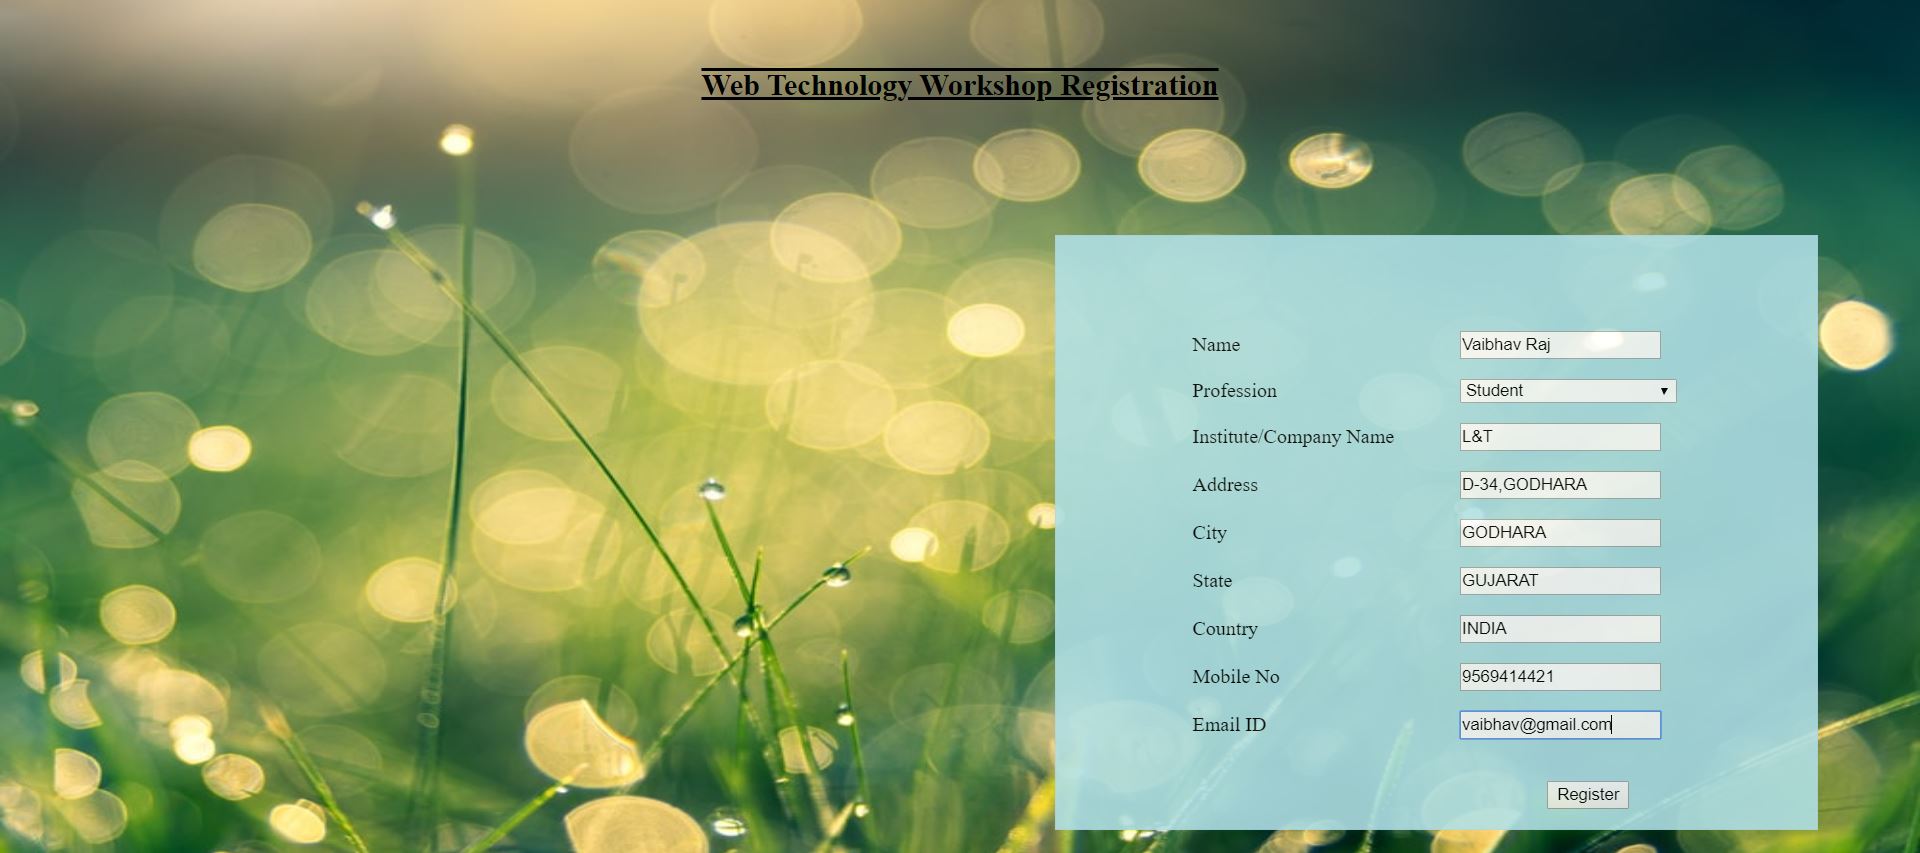 Web Technology Workshop Registration
Name Vaibhav Raj
Profession Student
Institute/Company Name L&T
Address D-34,GODHARA
City GODHARA
State GUJARAT
Country INDIA
Mobile No 9569414421
Email ID vaibhav@gmail.com
Register